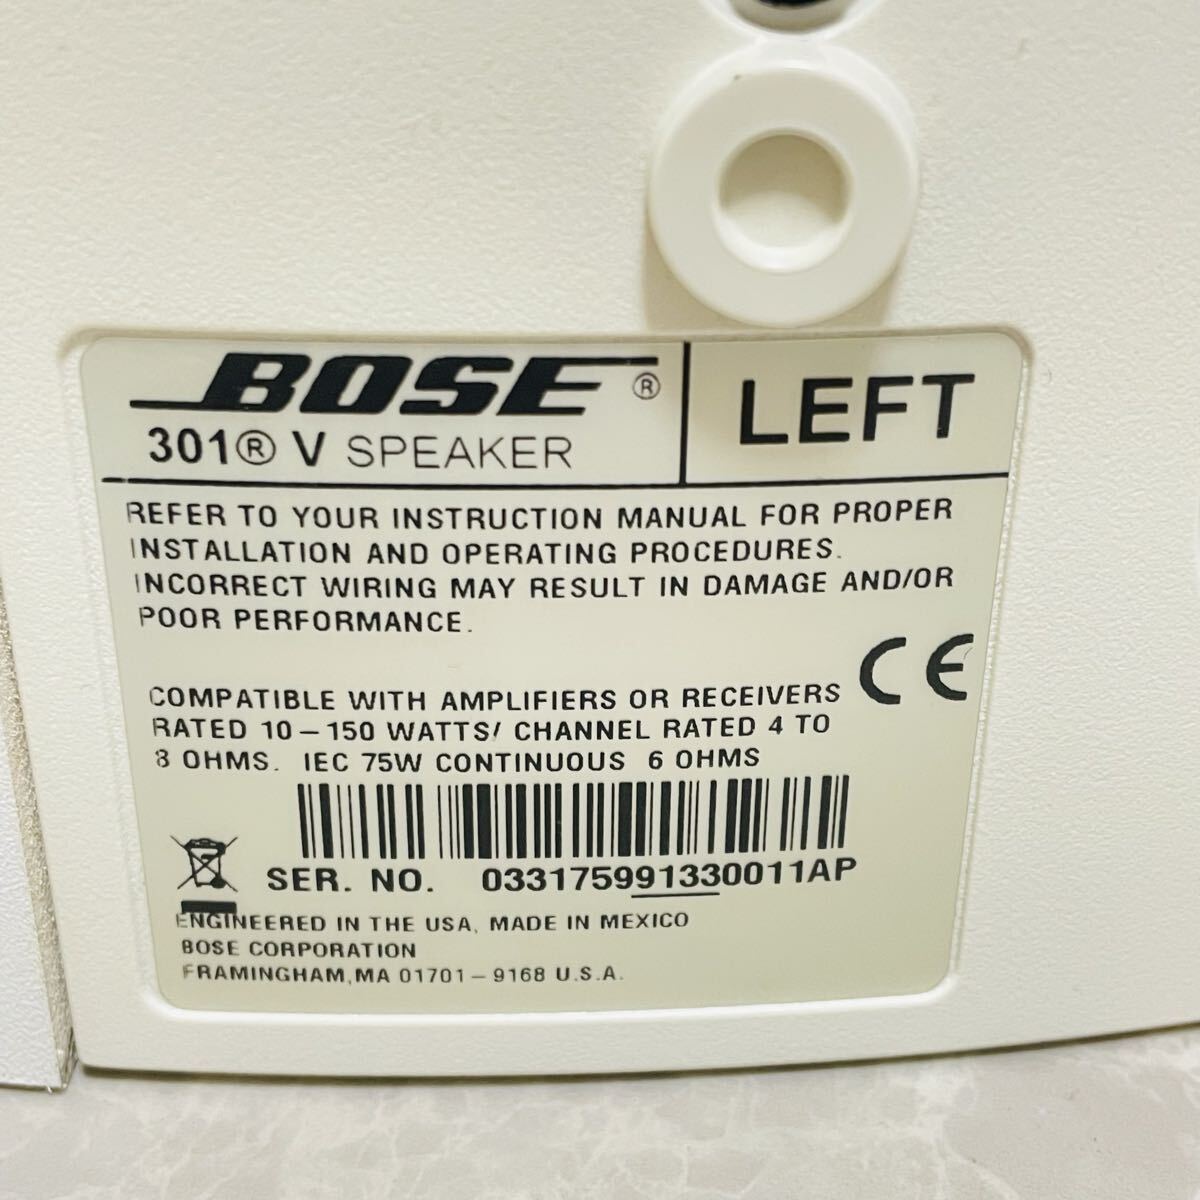 BOSE®
301® V SPEAKER
LEFT
REFER TO YOUR INSTRUCTION MANUAL FOR PROPER
INSTALLATION AND OPERATING PROCEDURES.
INCORRECT WIRING MAY RESULT IN DAMAGE AND/OR
POOR PERFORMANCE.
COMPATIBLE WITH AMPLIFIERS OR RECEIVERS
RATED 10–150 WATTS/ CHANNEL RATED 4 TO
8 OHMS. IEC 75W CONTINUOUS 6 OHMS
CE
SER. NO. 033175991330011AP
ENGINEERED IN THE USA, MADE IN MEXICO
BOSE CORPORATION
FRAMINGHAM,MA 01701–9168 U.S.A.